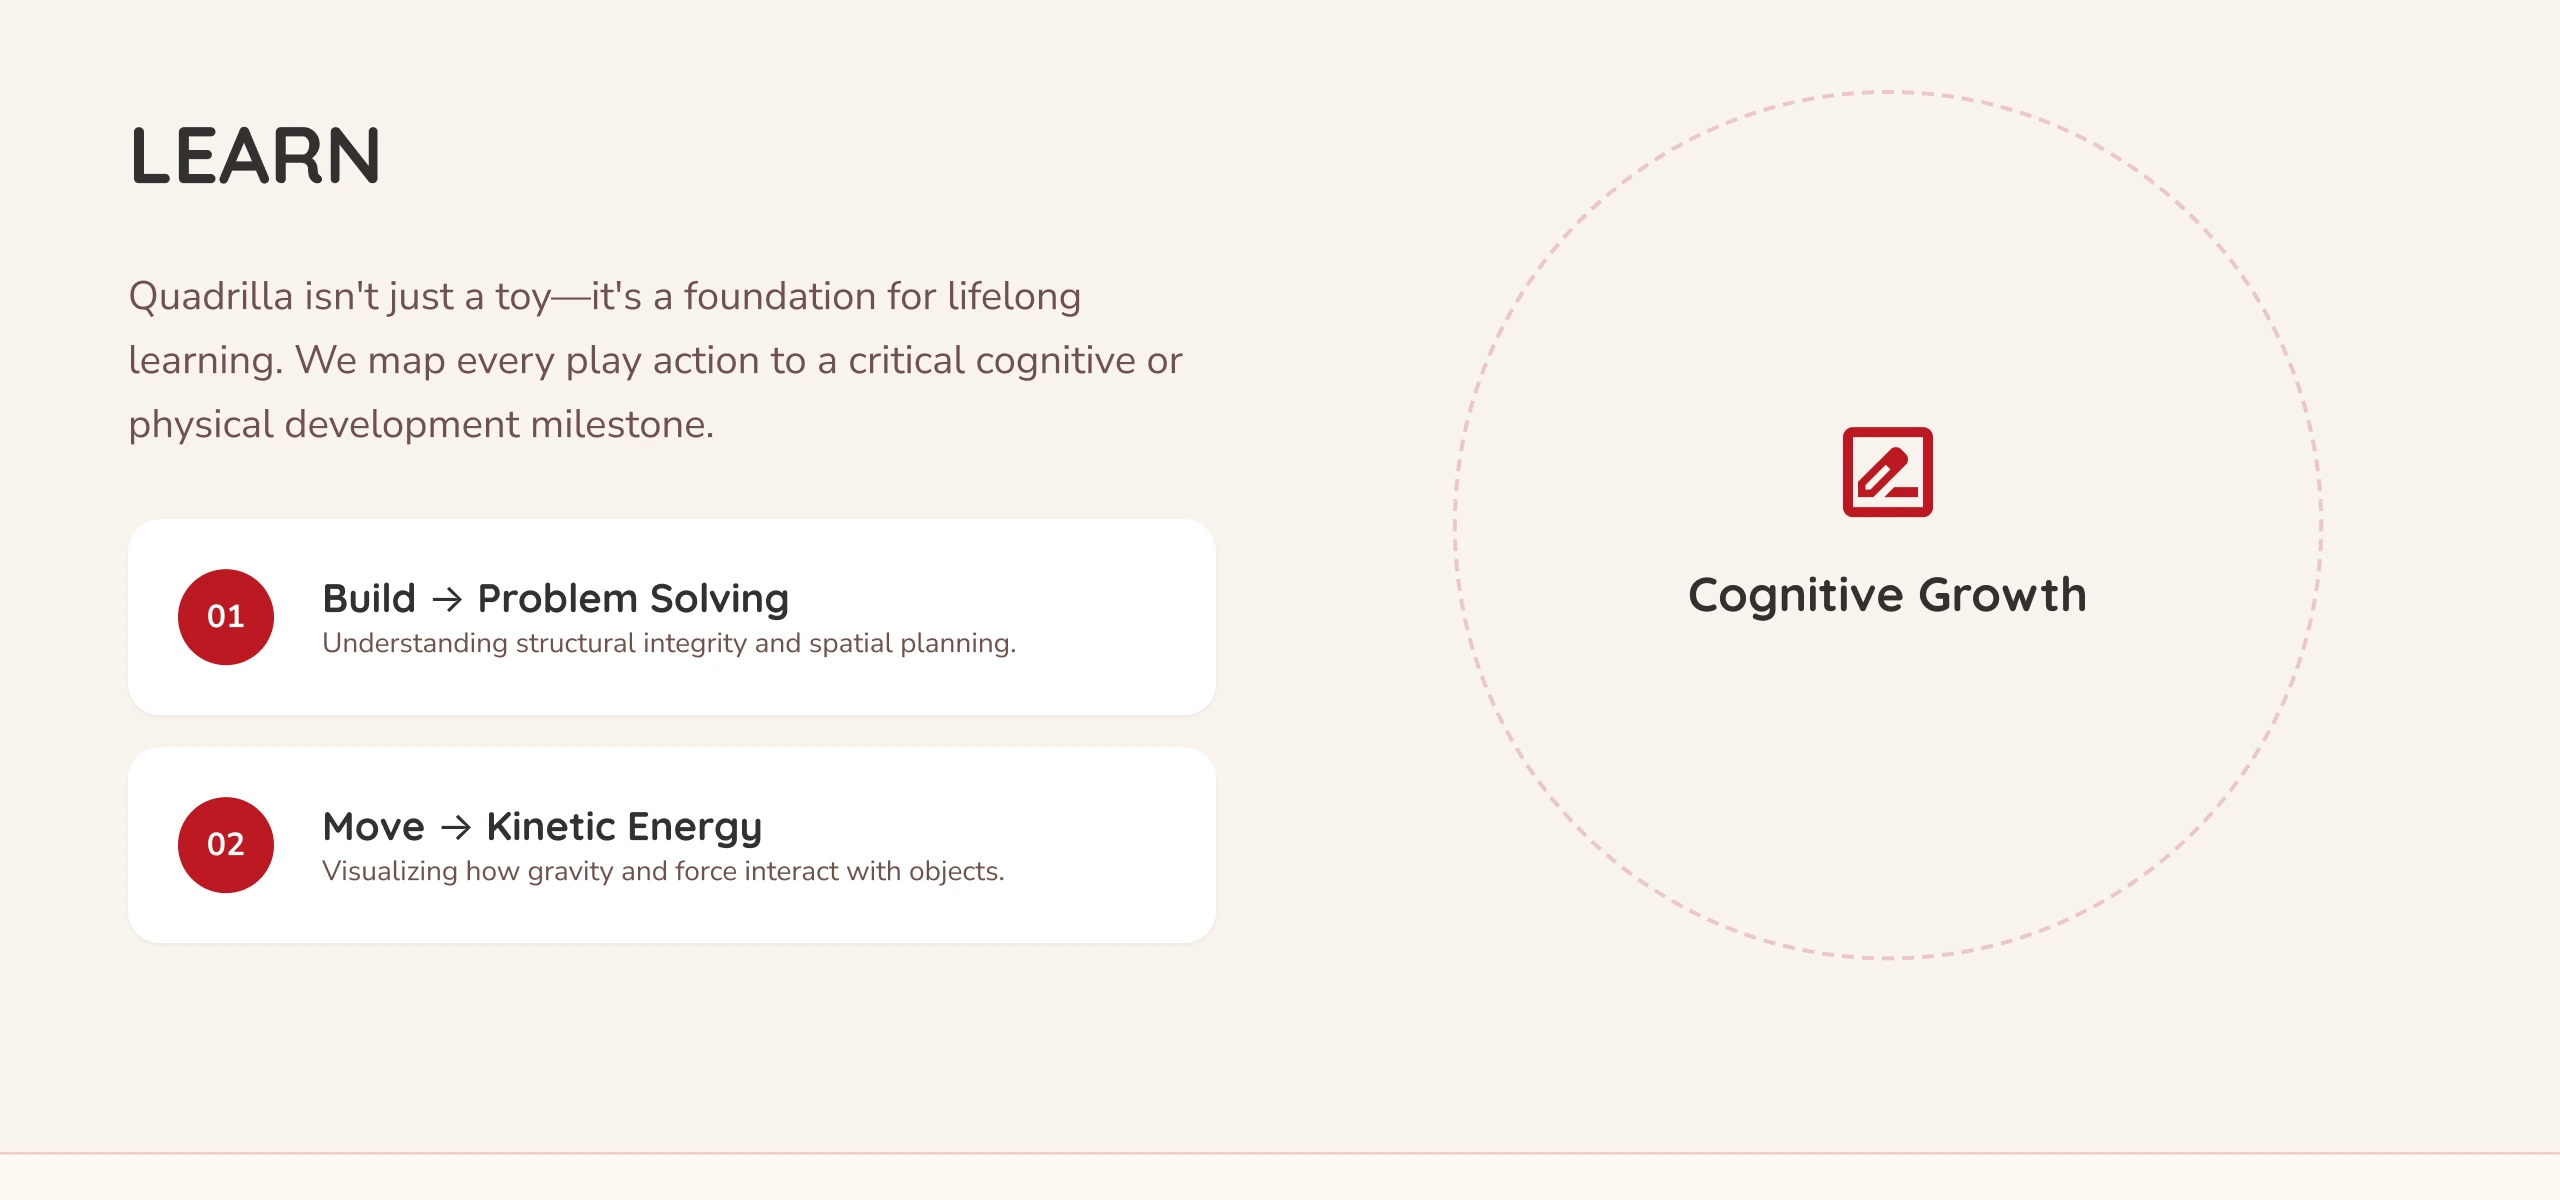 LEARN
Quadrilla isn't just a toy—it's a foundation for lifelong
learning. We map every play action to a critical cognitive or
physical development milestone.
01
Build → Problem Solving
Understanding structural integrity and spatial planning.
02
Move → Kinetic Energy
Visualizing how gravity and force interact with objects.
Cognitive Growth